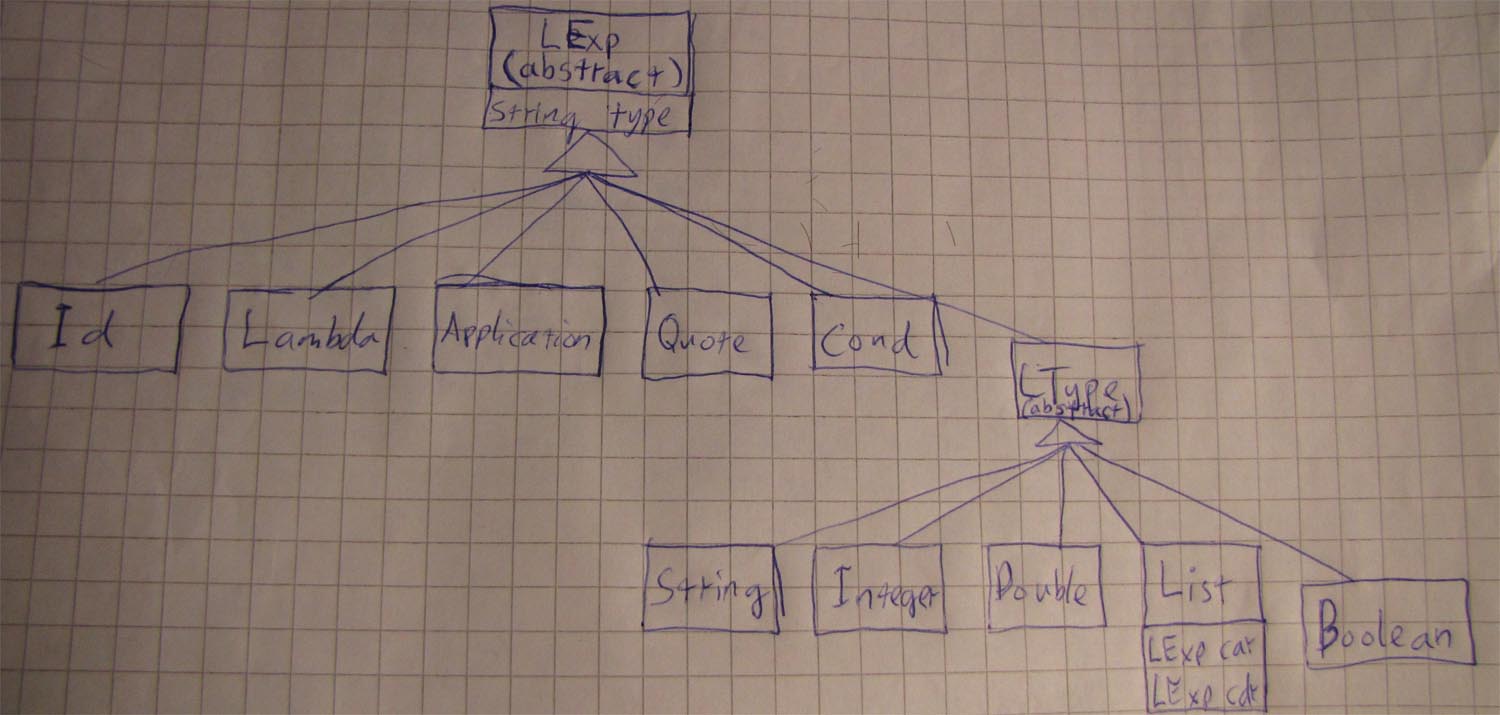 LExp
(abstract)
String type
Id
Lambda
Application
Quote
Cond
LType
(abstract)
String
Integer
Double
List
LExp car
LExp cdr
Boolean